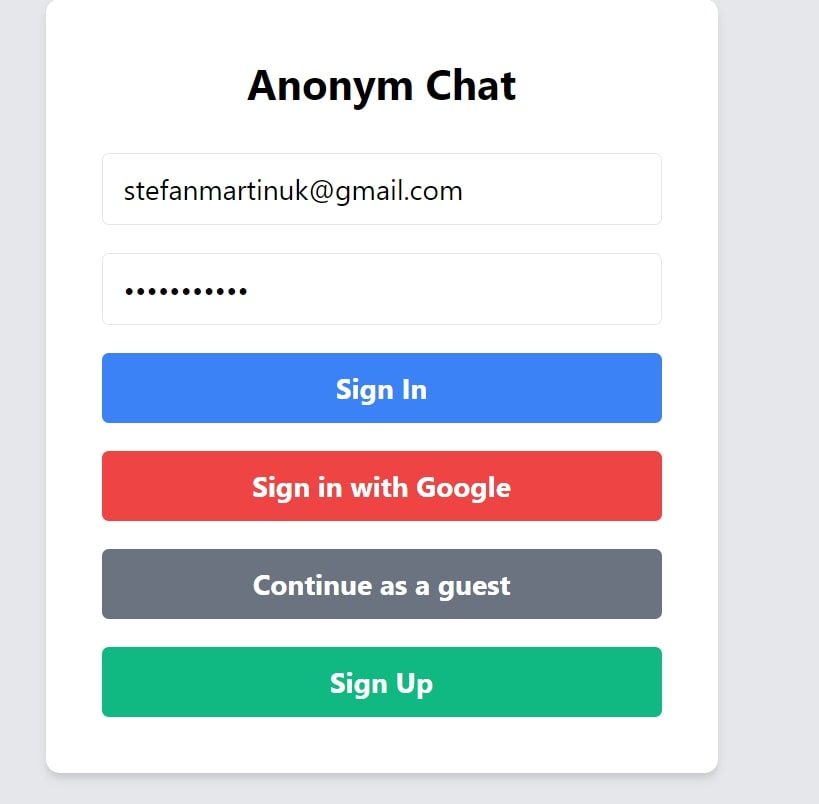 Anonym Chat
stefanmartinuk@gmail.com
•••••••••••
Sign In
Sign in with Google
Continue as a guest
Sign Up